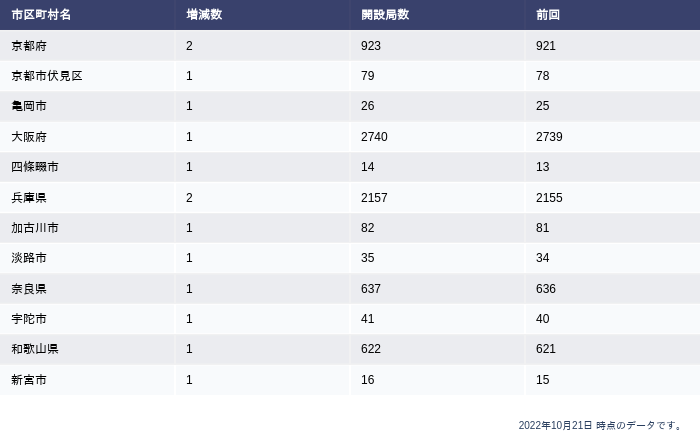 市区町村名 増減数 開設局数 前回
京都府 2 923 921
京都市伏見区 1 79 78
亀岡市 1 26 25
大阪府 1 2740 2739
四條畷市 1 14 13
兵庫県 2 2157 2155
加古川市 1 82 81
淡路市 1 35 34
奈良県 1 637 636
宇陀市 1 41 40
和歌山県 1 622 621
新宮市 1 16 15
2022年10月21日 時点のデータです。